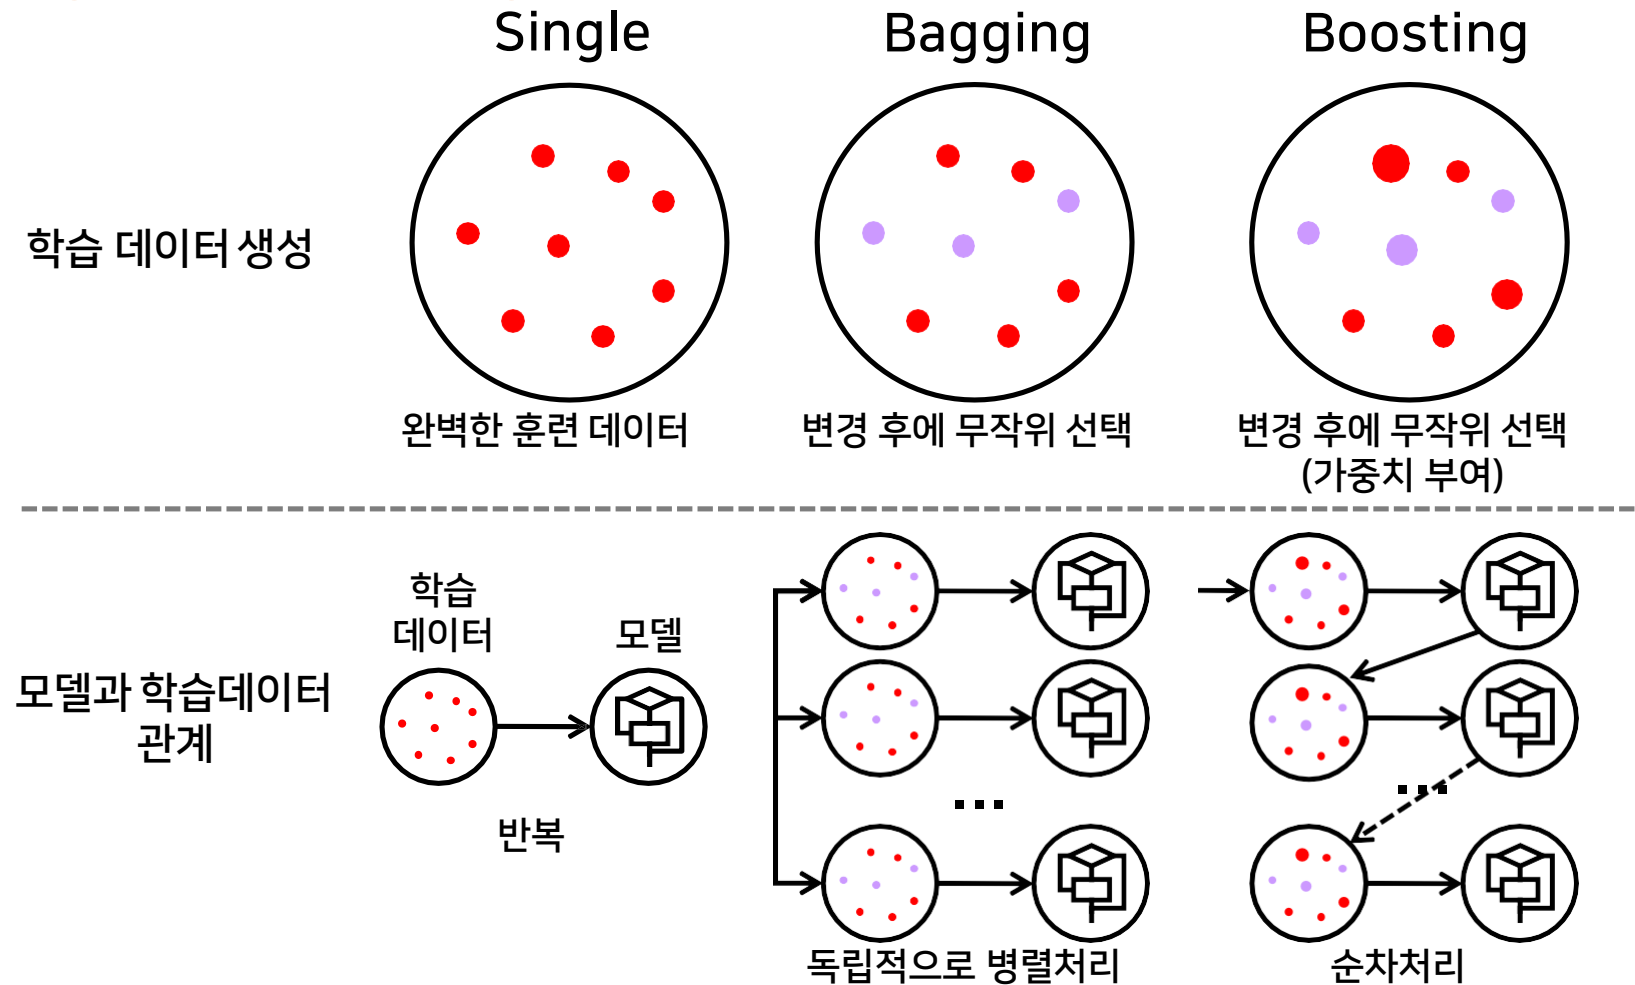 Single
Bagging
Boosting
학습 데이터 생성
완벽한 훈련 데이터
변경 후에 무작위 선택
변경 후에 무작위 선택
(가중치 부여)
모델과 학습데이터
관계
학습
데이터
모델
반복
...
독립적으로 병렬처리
...
순차처리